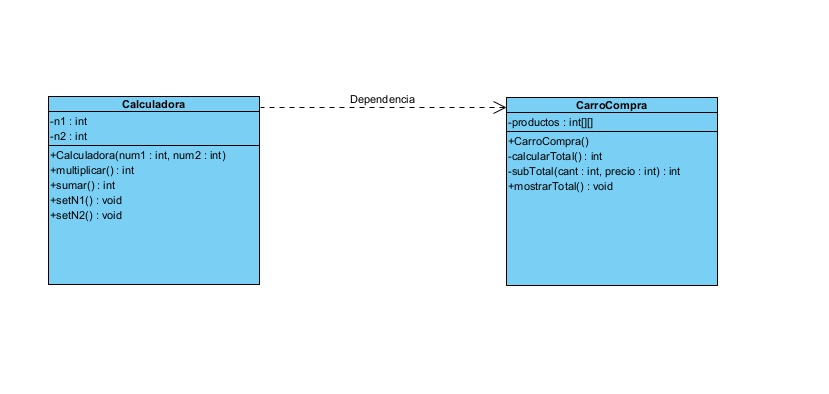 Calculadora
-n1 : int
-n2 : int
+Calculadora(num1 : int, num2 : int)
+multiplicar() : int
+sumar() : int
+setN1() : void
+setN2() : void
Dependencia
CarroCompra
-productos : int[][]
+CarroCompra()
-calcularTotal() : int
-subTotal(cant : int, precio : int) : int
+mostrarTotal() : void